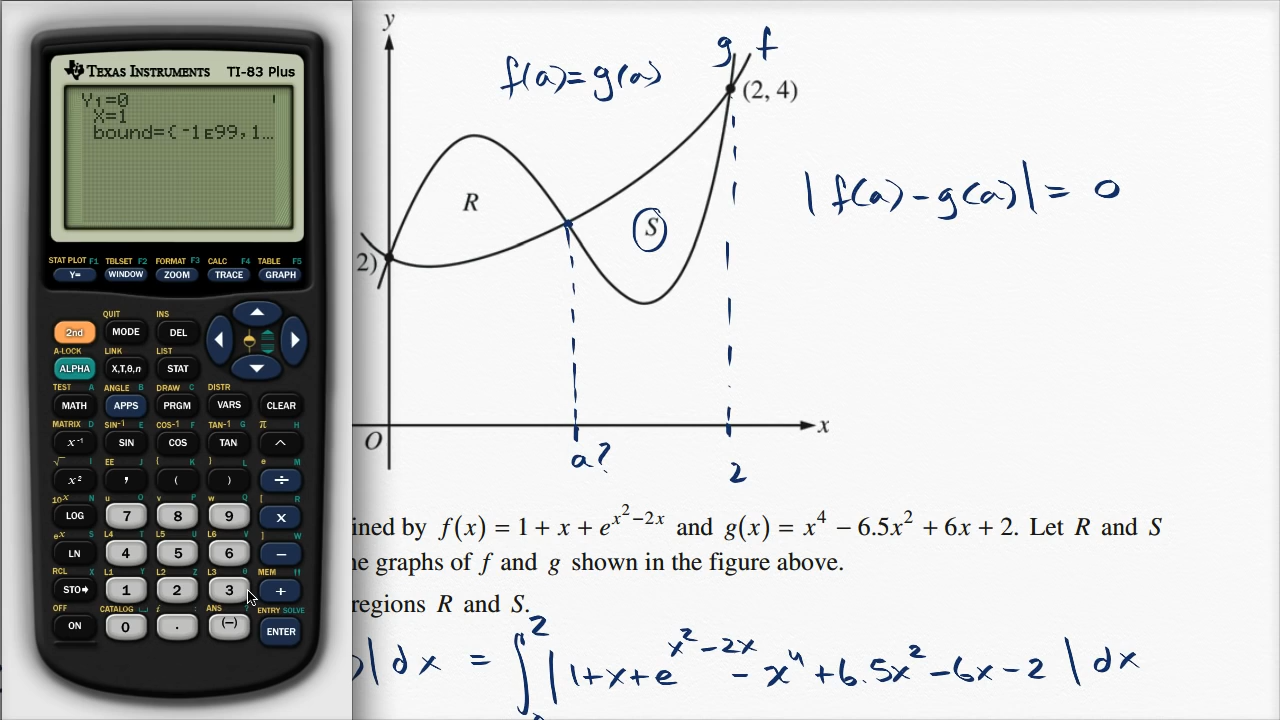 TEXAS INSTRUMENTS TI-83 Plus
Y1=0
X=1
bound={-1E99,1…
STAT PLOT F1 TBLSET F2 FORMAT F3 CALC F4 TABLE F5
Y= WINDOW ZOOM TRACE GRAPH
QUIT INS
2nd MODE DEL
A-LOCK LINK LIST
ALPHA X,T,θ,n STAT
TEST A ANGLE B DRAW C DISTR
MATH APPS PRGM VARS CLEAR
MATRIX D SIN⁻¹ E COS⁻¹ F TAN⁻¹ G π H
x⁻¹ SIN COS TAN ^
√ I EE J { K } L e M
x² , ( ) ÷
10ˣ N u O v P w Q [ R
LOG 7 8 9 x
eˣ S L4 T L5 U L6 V ] W
LN 4 5 6 −
RCL X L1 Y L2 Z L3 θ MEM "
STO➔ 1 2 3 +
OFF CATALOG ⎵ i : ANS ? ENTRY SOLVE
ON 0 . (−) ENTER
y
f(a)=g(a)
g f
(2, 4)
R
S
|f(a)-g(a)| = 0
2)
O
x
a?
2
ined by f(x) = 1 + x + e^{x²−2x} and g(x) = x⁴ − 6.5x² + 6x + 2. Let R and S
e graphs of f and g shown in the figure above.
regions R and S.
)|dx = ∫ 2 |1+x+e^{x²-2x} - x⁴ +6.5x² -6x -2| dx